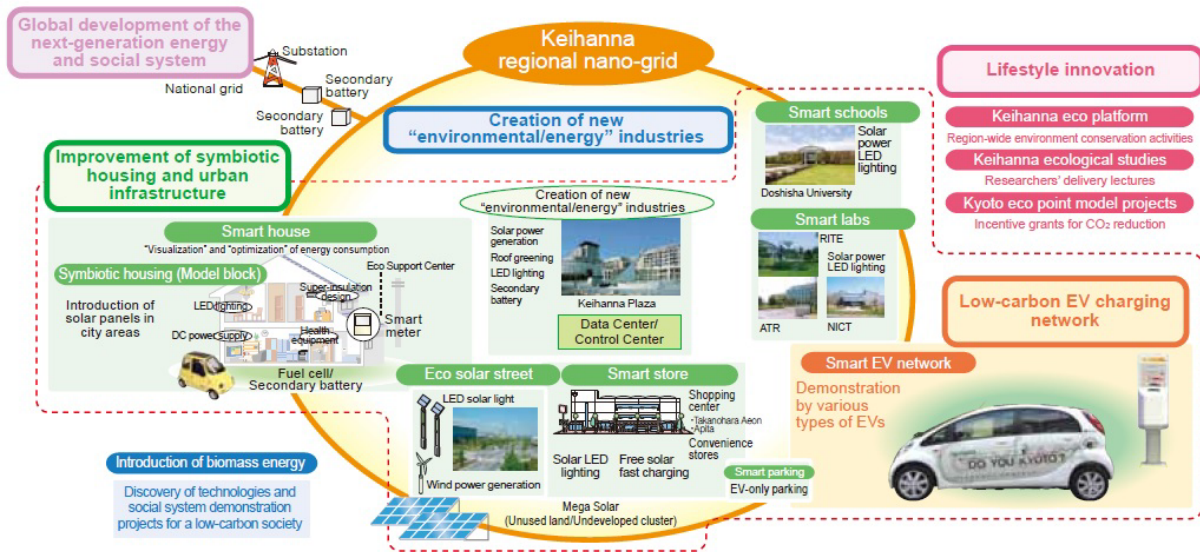 Global development of the
next-generation energy
and social system
Substation
National grid
Secondary
battery
Secondary
battery
Keihanna
regional nano-grid
Creation of new
“environmental/energy” industries
Lifestyle innovation
Keihanna eco platform
Region-wide environment conservation activities
Keihanna ecological studies
Researchers' delivery lectures
Kyoto eco point model projects
Incentive grants for CO₂ reduction
Improvement of symbiotic
housing and urban
infrastructure
Smart house
“Visualization” and “optimization” of energy consumption
Symbiotic housing (Model block)
Eco Support Center
Introduction of
solar panels in
city areas
Super-insulation
design
LED lighting
DC power supply
Health
equipment
Smart
meter
Fuel cell/
Secondary battery
Creation of new
“environmental/energy” industries
Solar power
generation
Roof greening
LED lighting
Secondary
battery
Keihanna Plaza
Data Center/
Control Center
Smart schools
Solar
power
LED
lighting
Doshisha University
Smart labs
RITE
Solar power
LED lighting
ATR
NICT
Low-carbon EV charging
network
Smart EV network
Demonstration
by various
types of EVs
DO YOU KYOTO?
Eco solar street
LED solar light
Wind power generation
Smart store
Shopping
center
・Takanohara Aeon
・Apita
Convenience
stores
Solar LED
lighting
Free solar
fast charging
Smart parking
EV-only parking
Mega Solar
(Unused land/Undeveloped cluster)
Introduction of biomass energy
Discovery of technologies and
social system demonstration
projects for a low-carbon society